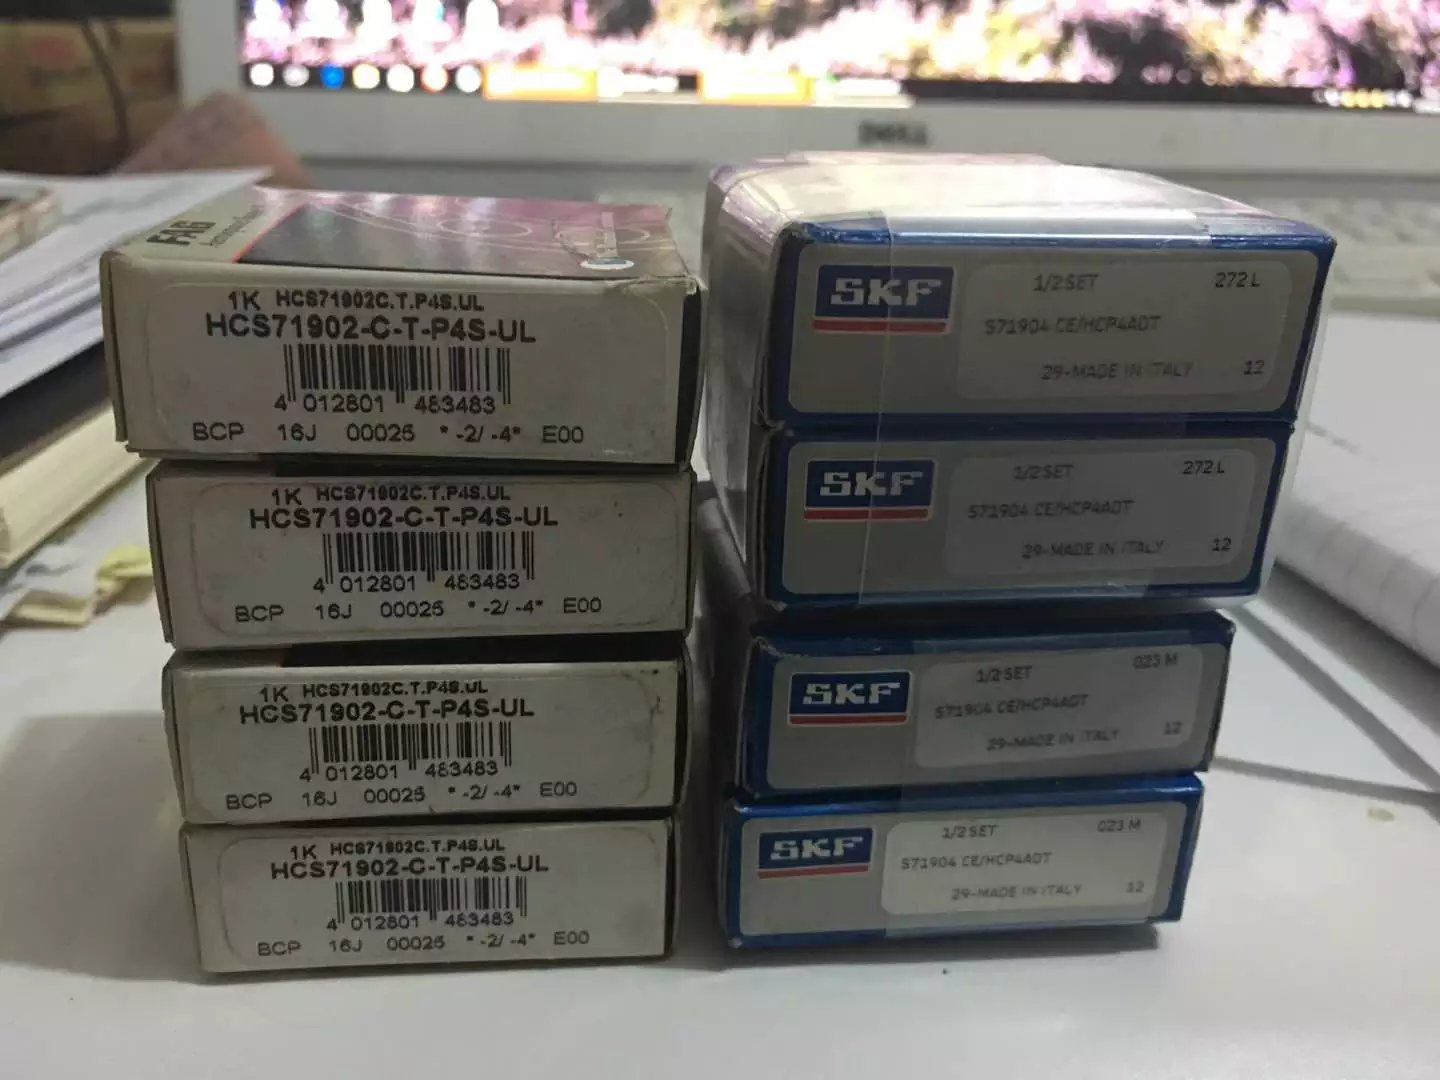 FAG
1K HCS71902C.T.P4S.UL
HCS71902-C-T-P4S-UL
4 012801 483483
BCP 16J 00025 * -2/ -4* E00
1K HCS71902C.T.P4S.UL
HCS71902-C-T-P4S-UL
4 012801 483483
BCP 16J 00025 * -2/ -4* E00
1K HCS71902C.T.P4S.UL
HCS71902-C-T-P4S-UL
4 012801 483483
BCP 16J 00025 * -2/ -4* E00
1K HCS71902C.T.P4S.UL
HCS71902-C-T-P4S-UL
4 012801 483483
BCP 16J 00025 * -2/ -4* E00
DELL
SKF
1/2 SET 272 L
S71904 CE/HCP4ADT
29-MADE IN ITALY 12
SKF
1/2 SET 272 L
S71904 CE/HCP4ADT
29-MADE IN ITALY 12
SKF
1/2 SET 023 M
S71904 CE/HCP4ADT
29-MADE IN ITALY 12
SKF
1/2 SET 023 M
S71904 CE/HCP4ADT
29-MADE IN ITALY 12